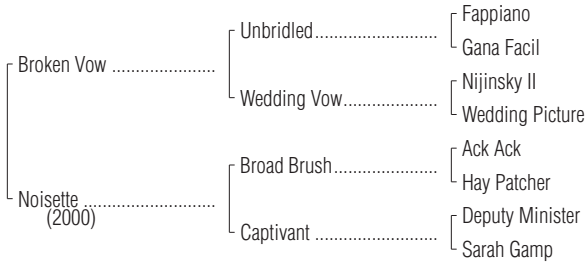 Fappiano
Unbridled
Gana Facil
Broken Vow
Nijinsky II
Wedding Vow
Wedding Picture
Ack Ack
Broad Brush
Hay Patcher
Noisette
(2000)
Deputy Minister
Captivant
Sarah Gamp